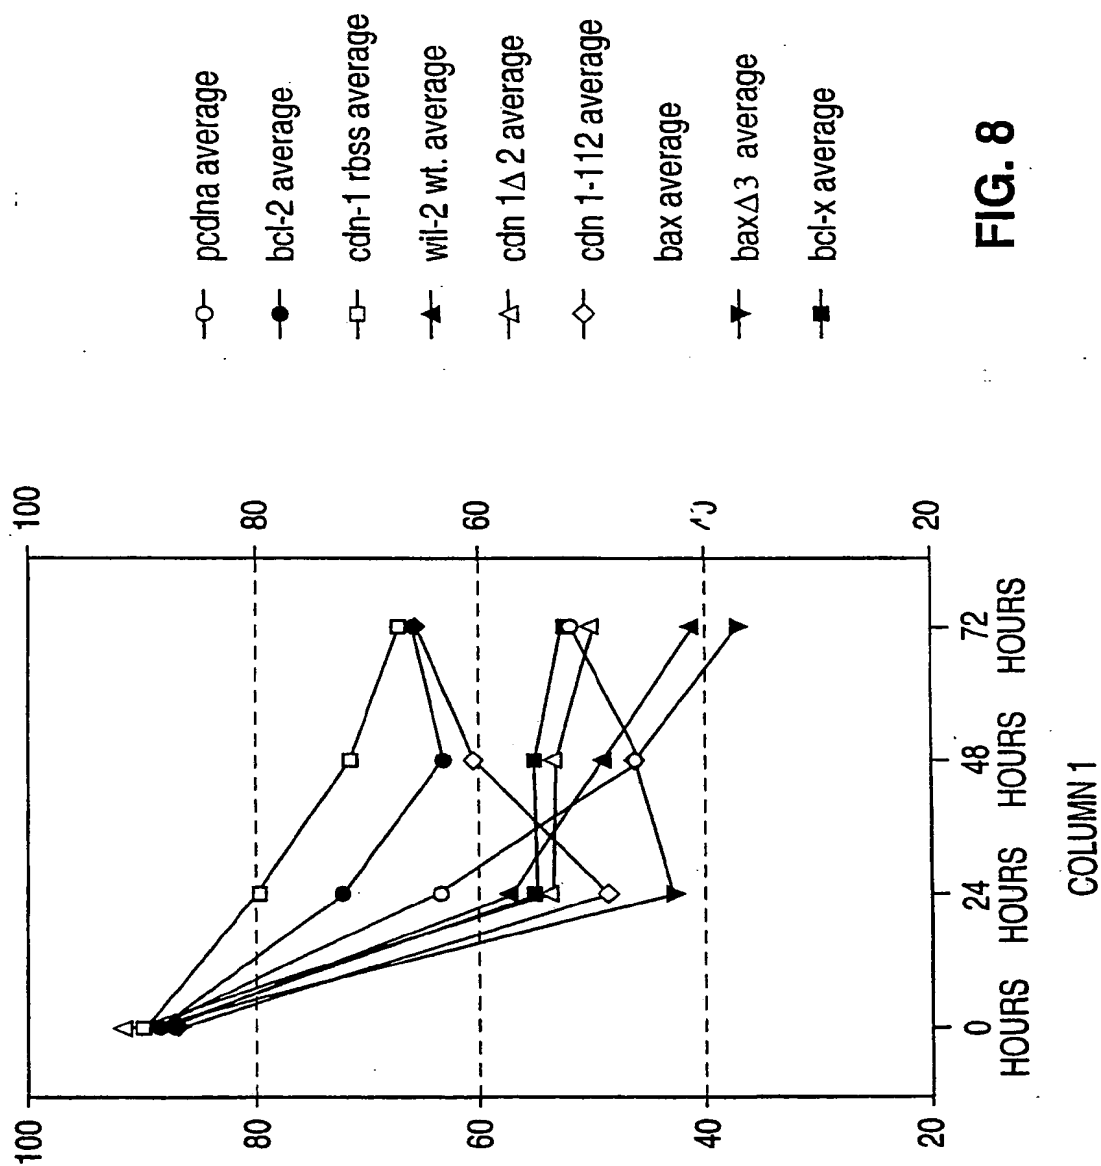 100
80
60
40
20
100
80
60
20
0 HOURS
24 HOURS
48 HOURS
72 HOURS
COLUMN 1
pcdna average
bcl-2 average
cdn-1 rbss average
wil-2 wt. average
cdn 1Δ2 average
cdn 1-112 average
bax average
baxΔ3 average
bcl-x average
FIG. 8